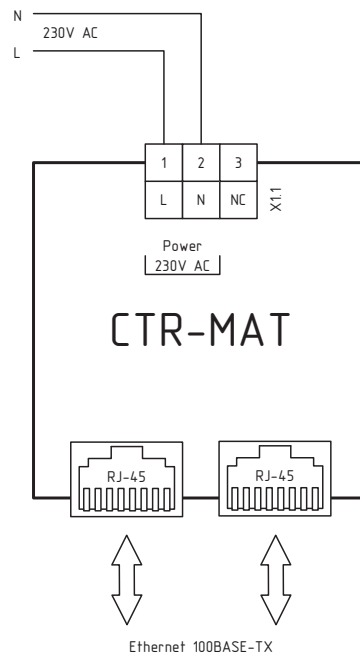 N
230V AC
L
1 2 3
L N NC
X1.1
Power
230V AC
CTR-MAT
RJ-45 RJ-45
Ethernet 100BASE-TX